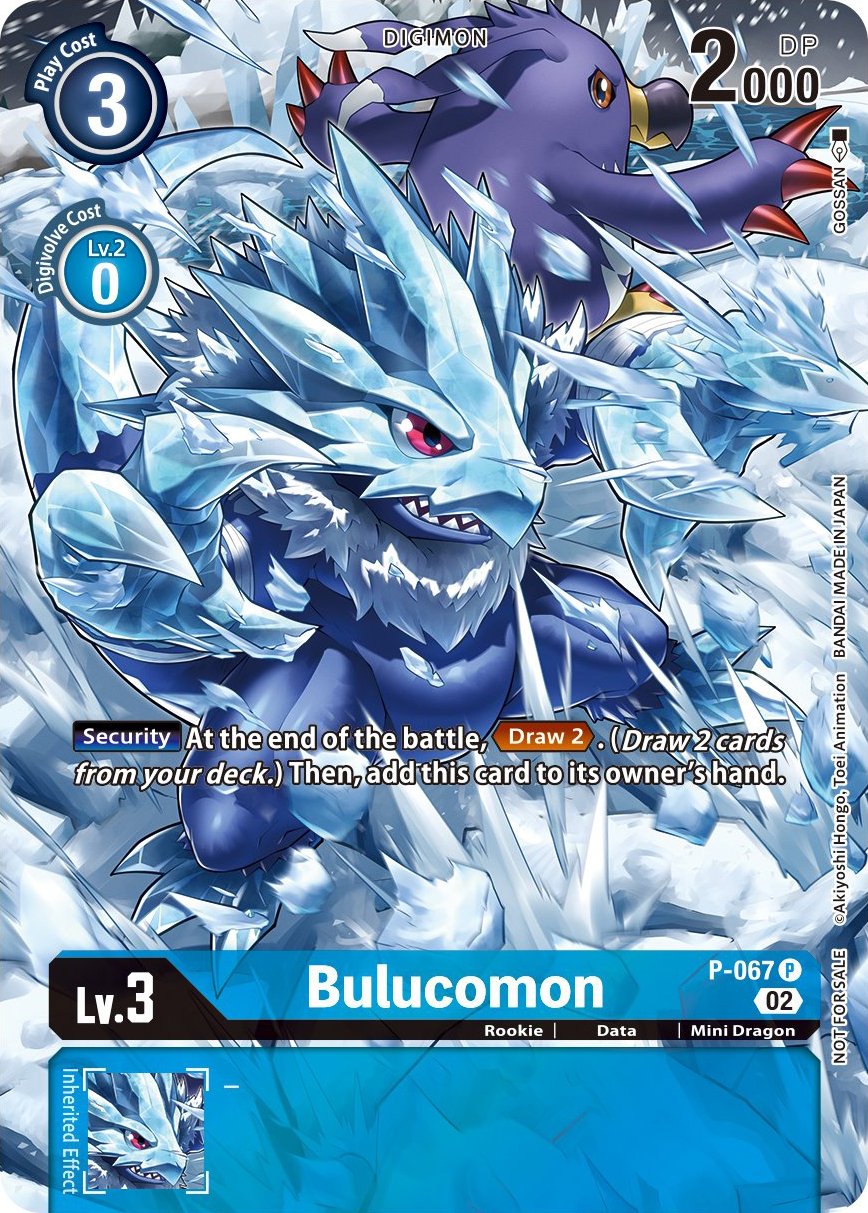 DIGIMON
Play Cost
3
2000
DP
GOSSAN
Digivolve Cost
Lv.2
0
Security At the end of the battle, Draw 2 . (Draw 2 cards
from your deck.) Then, add this card to its owner's hand.
©Akiyoshi Hongo, Toei Animation BANDAI MADE IN JAPAN
NOT FOR SALE
Lv.3
Bulucomon
P-067 P
02
Rookie | Data | Mini Dragon
Inherited Effect
–